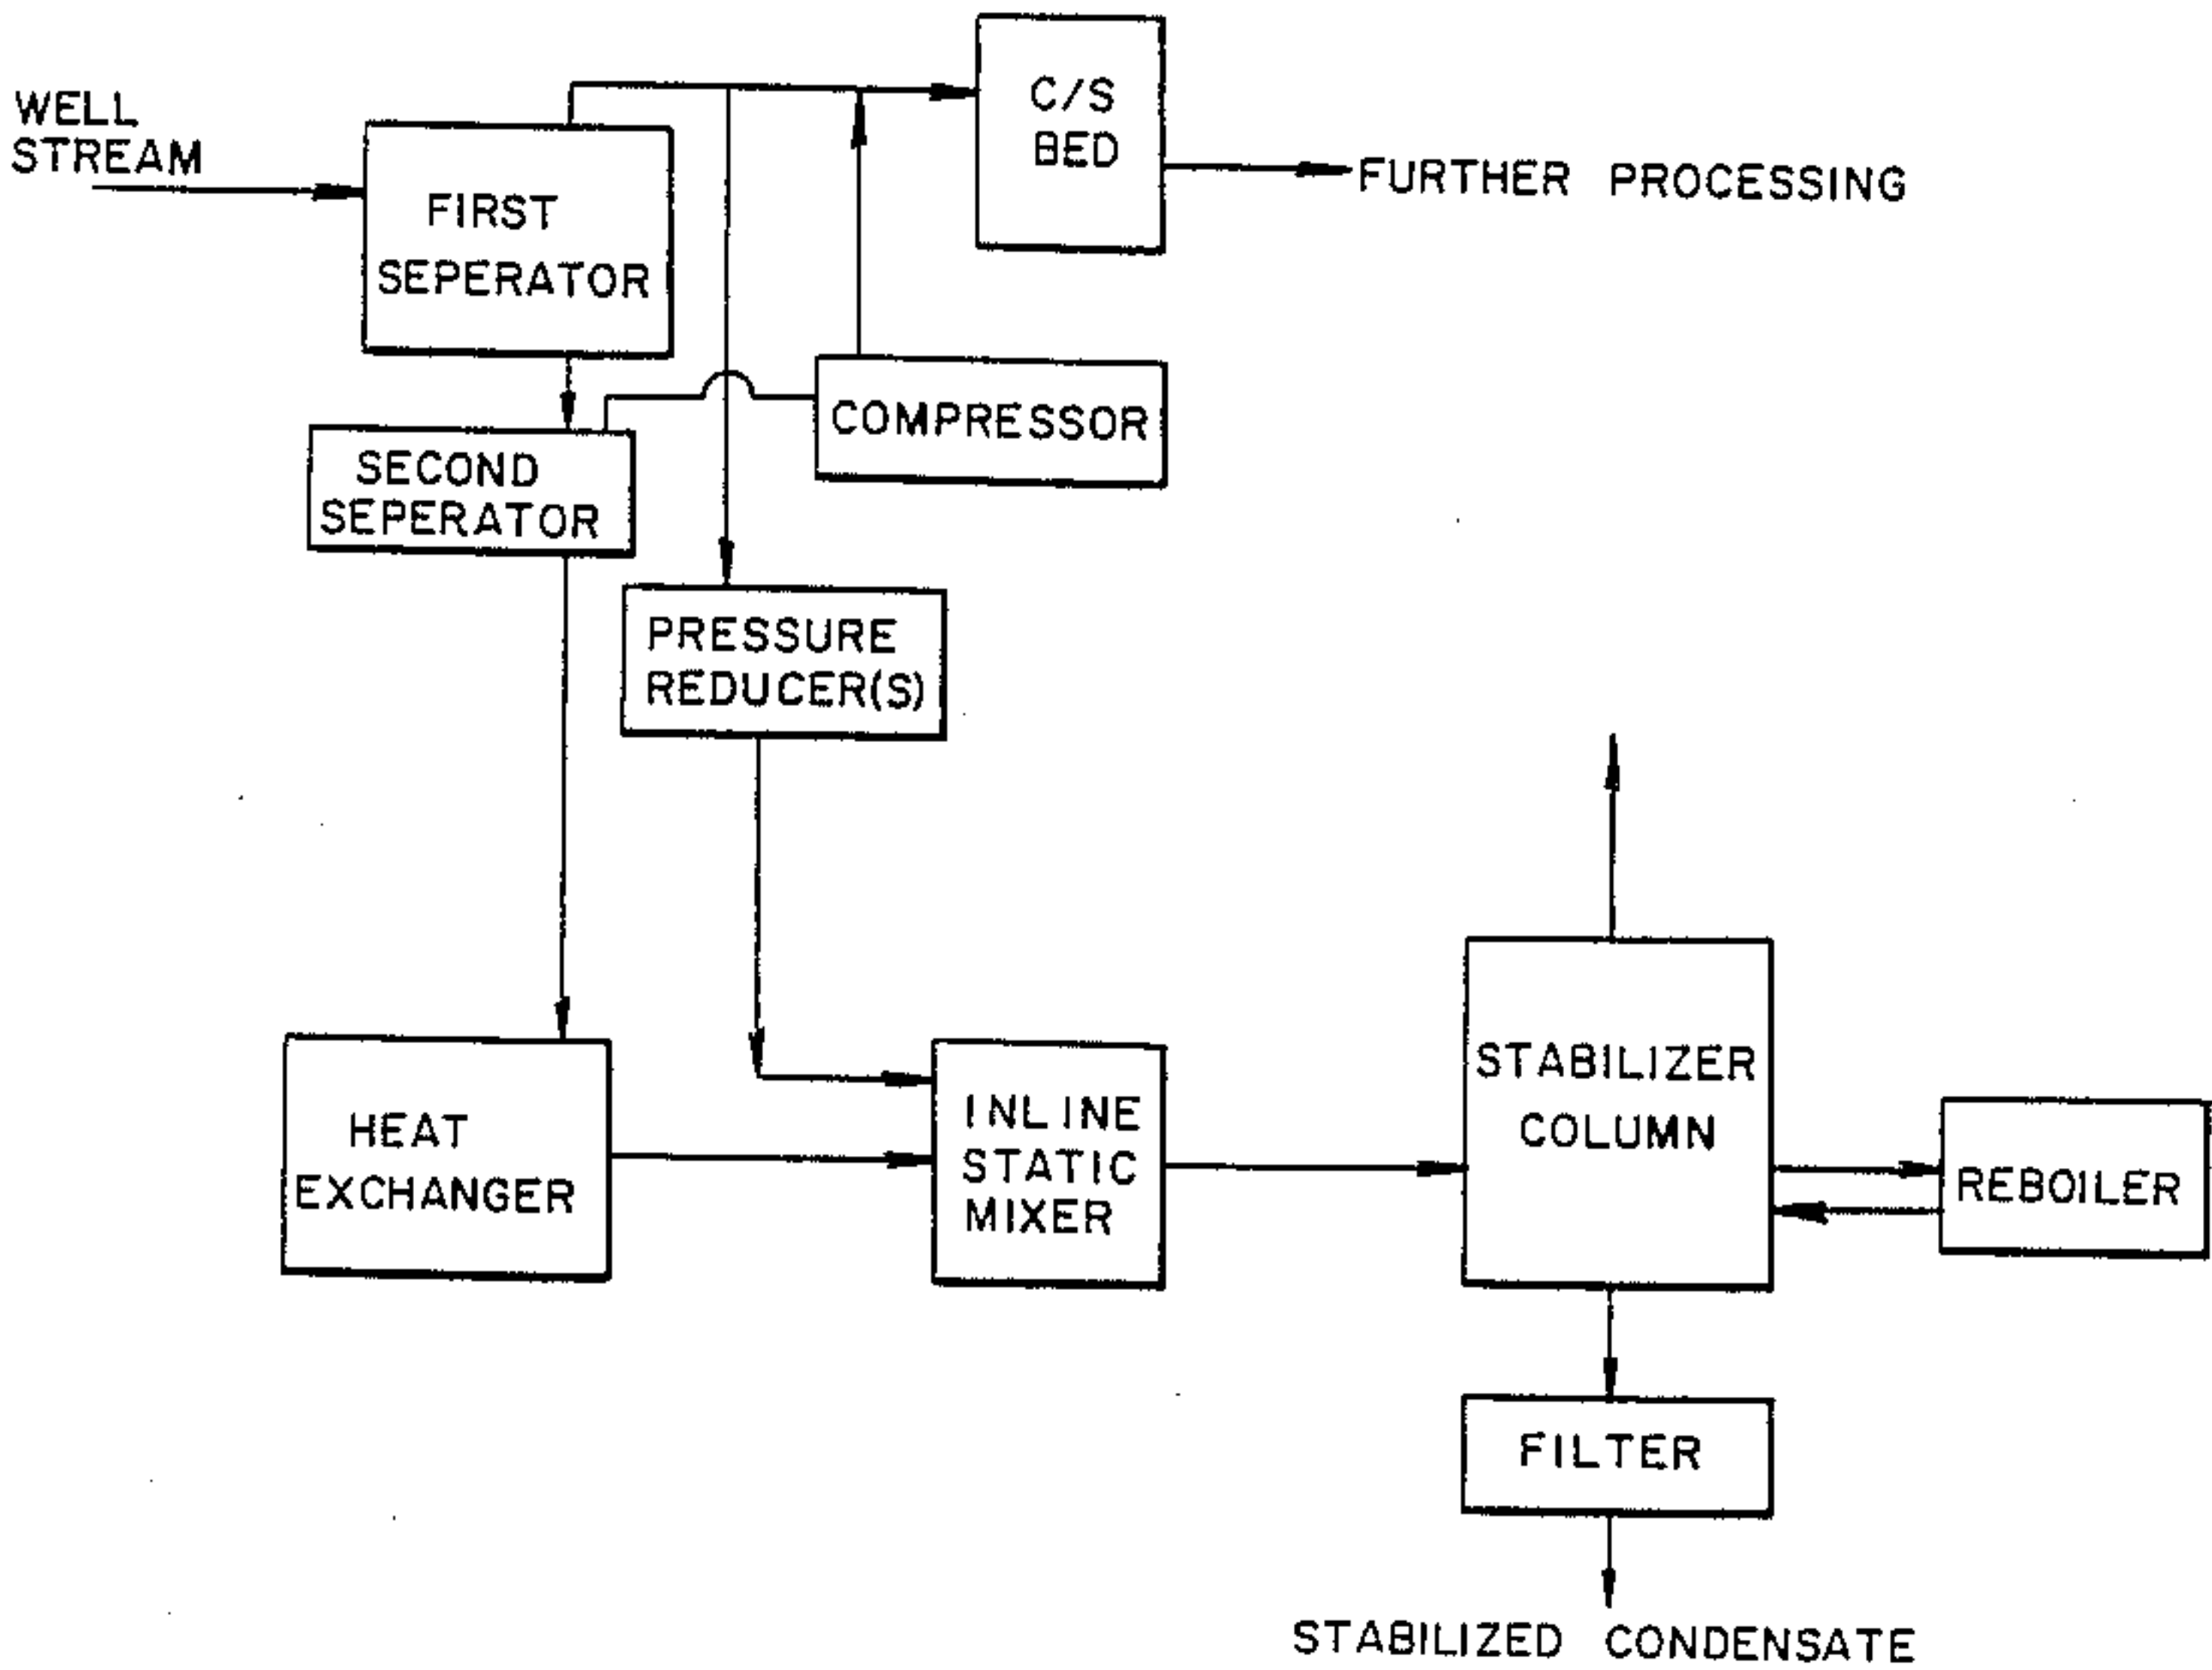 WELL
STREAM
FIRST
SEPERATOR
C/S
BED
FURTHER PROCESSING
COMPRESSOR
SECOND
SEPERATOR
PRESSURE
REDUCER(S)
HEAT
EXCHANGER
INLINE
STATIC
MIXER
STABILIZER
COLUMN
REBOILER
FILTER
STABILIZED CONDENSATE